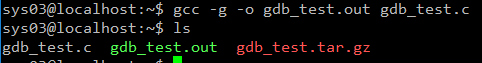 sys03@localhost:~$ gcc -g -o gdb_test.out gdb_test.c
sys03@localhost:~$ ls
gdb_test.c  gdb_test.out  gdb_test.tar.gz
sys03@localhost:~$